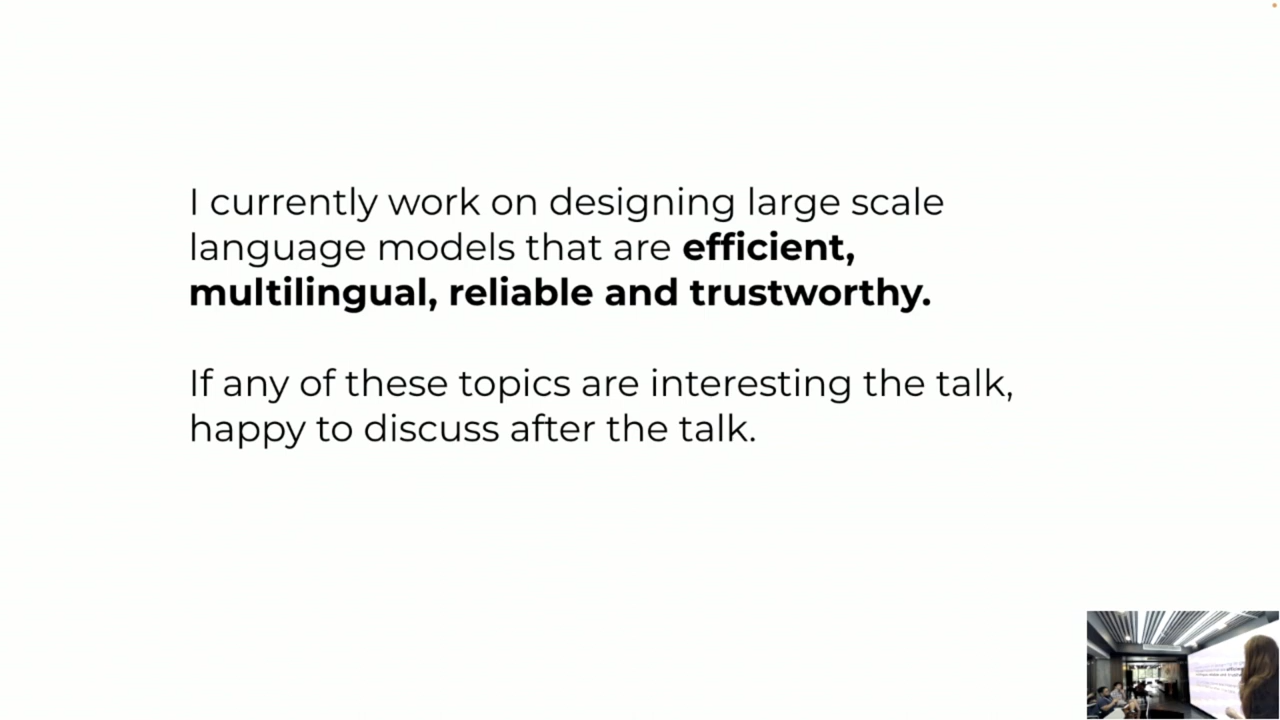 I currently work on designing large scale
language models that are efficient,
multilingual, reliable and trustworthy.
If any of these topics are interesting the talk,
happy to discuss after the talk.